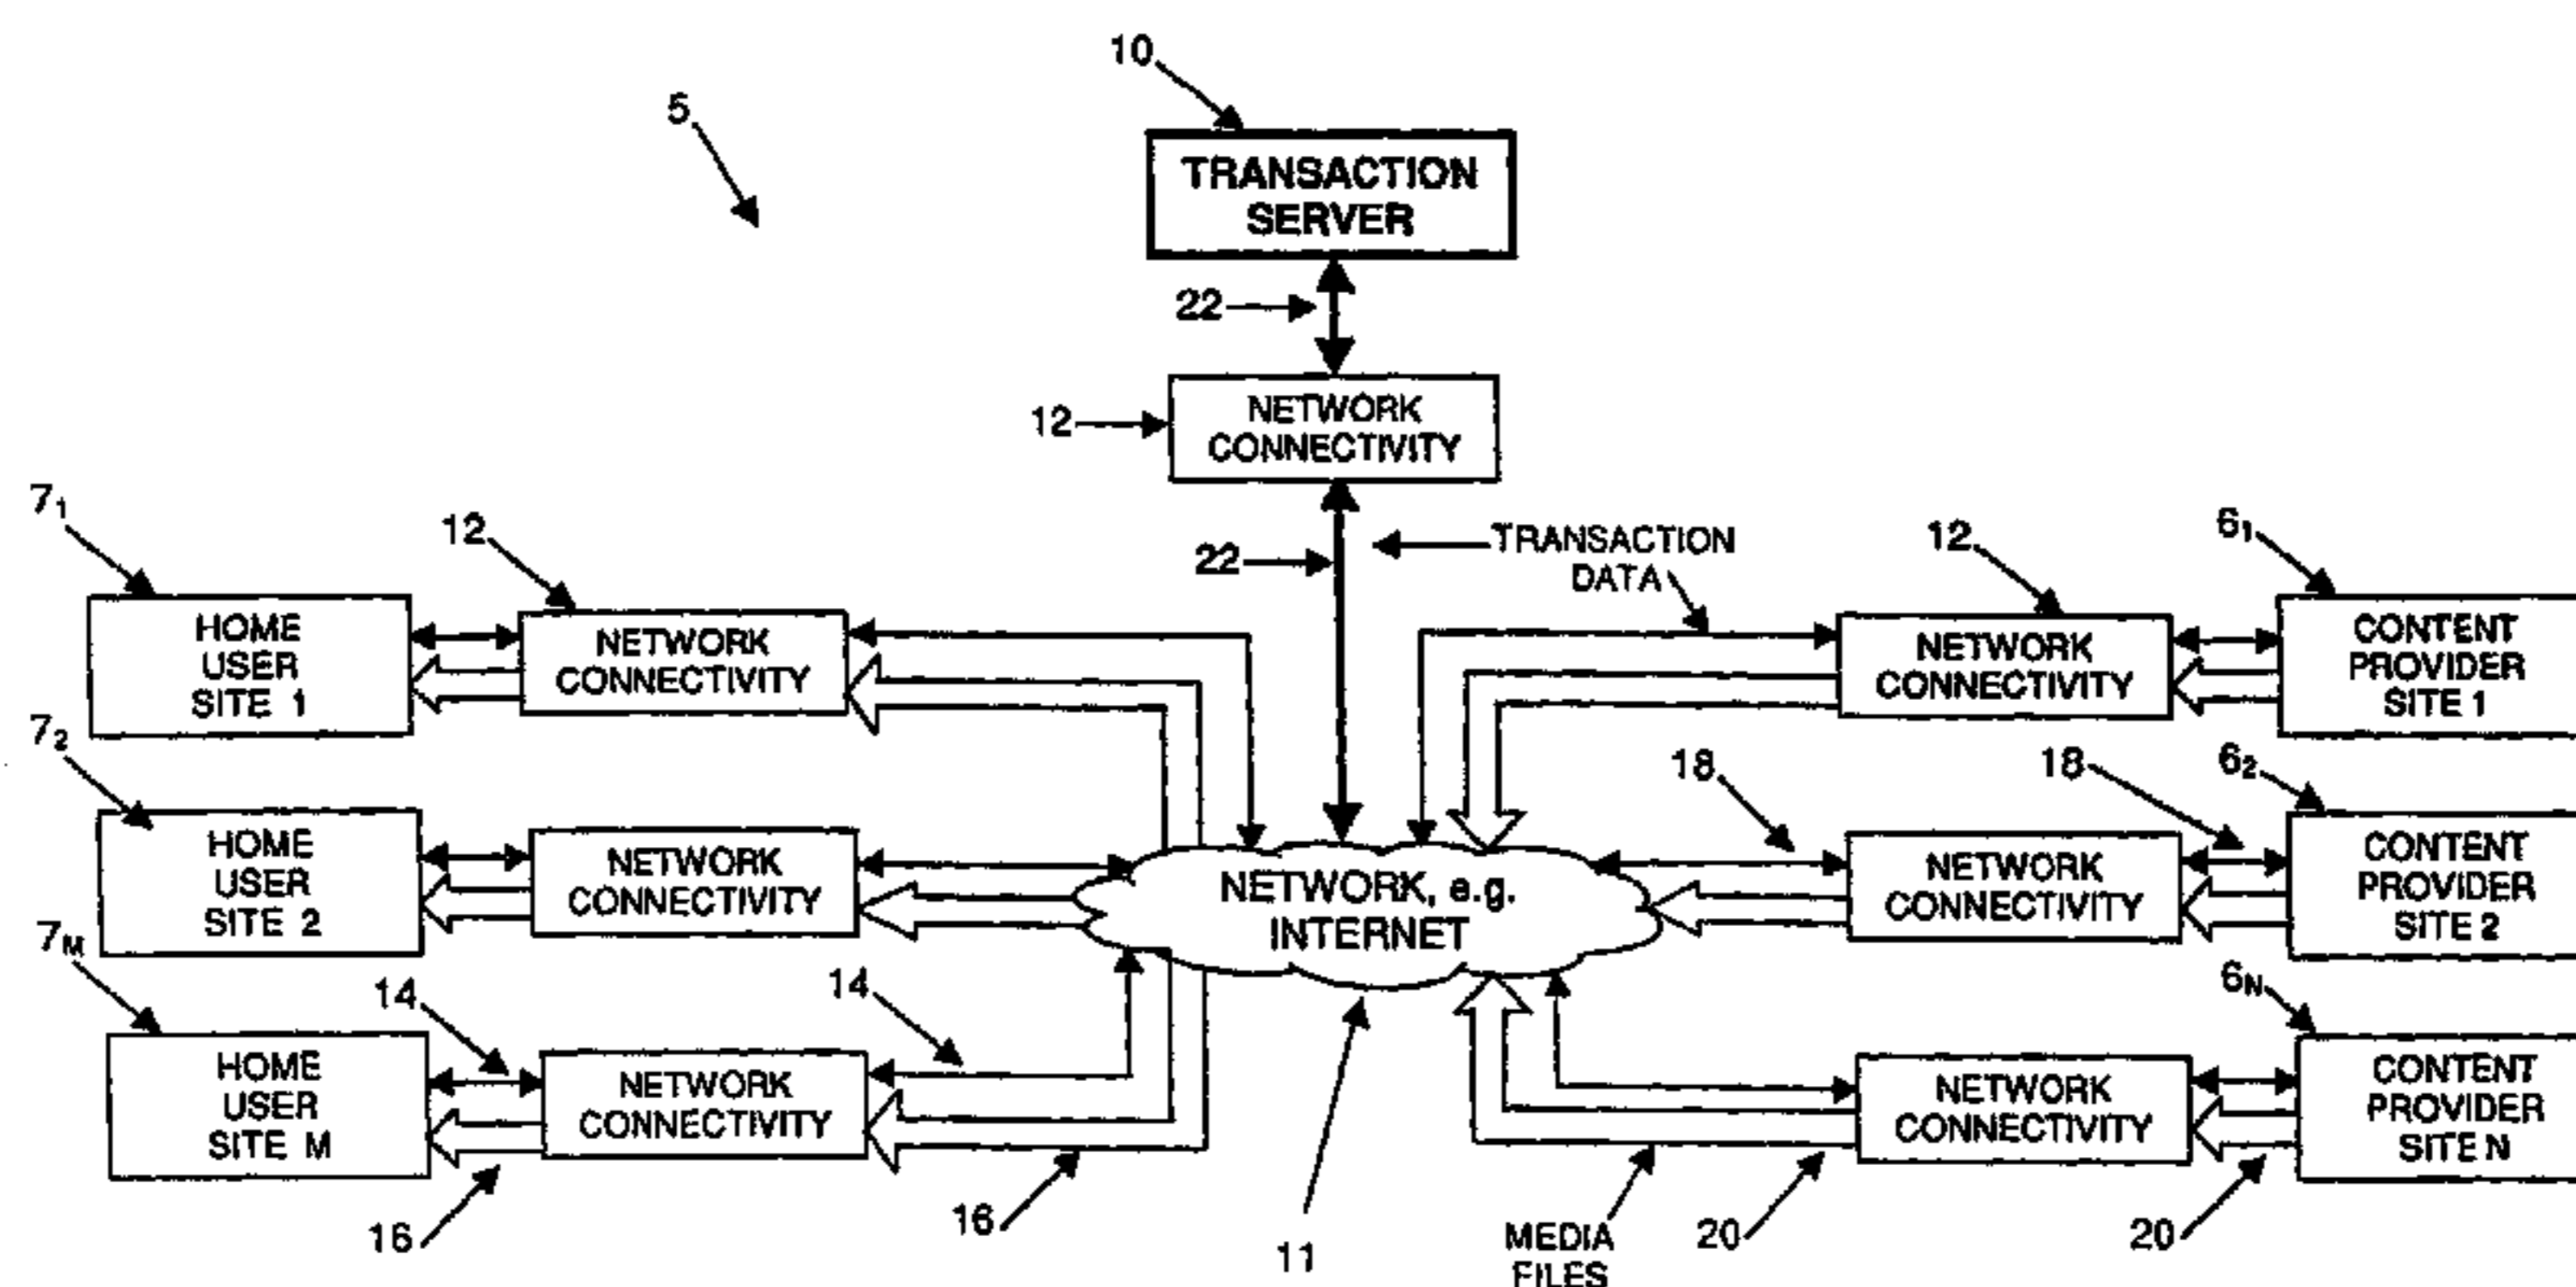 10
5
TRANSACTION
SERVER
22
12
NETWORK
CONNECTIVITY
7₁
12
22
TRANSACTION
DATA
12
6₁
HOME
USER
SITE 1
NETWORK
CONNECTIVITY
NETWORK
CONNECTIVITY
CONTENT
PROVIDER
SITE 1
7₂
18
18
6₂
HOME
USER
SITE 2
NETWORK
CONNECTIVITY
NETWORK, e.g.
INTERNET
NETWORK
CONNECTIVITY
CONTENT
PROVIDER
SITE 2
7M
14
14
6N
HOME
USER
SITE M
NETWORK
CONNECTIVITY
NETWORK
CONNECTIVITY
CONTENT
PROVIDER
SITE N
16
16
11
MEDIA
FILES
20
20